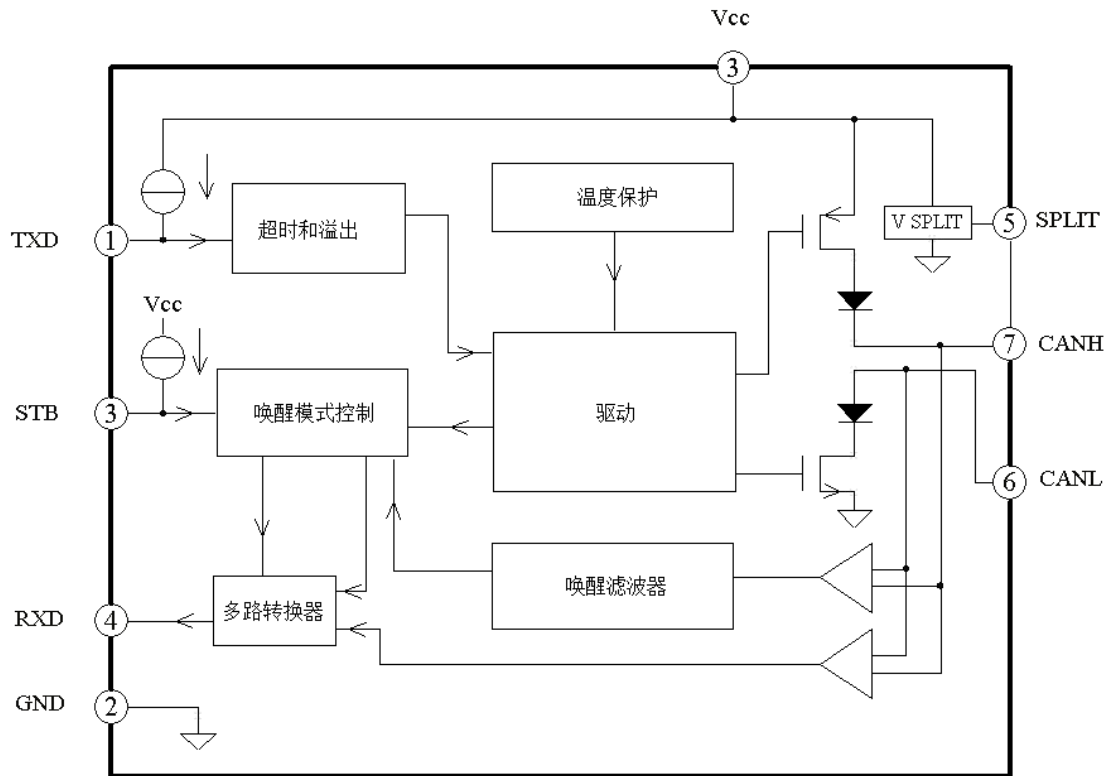 Vcc
3
温度保护
超时和溢出
TXD
1
V SPLIT
5
SPLIT
Vcc
7
CANH
STB
3
唤醒模式控制
驱动
6
CANL
唤醒滤波器
RXD
4
多路转换器
GND
2